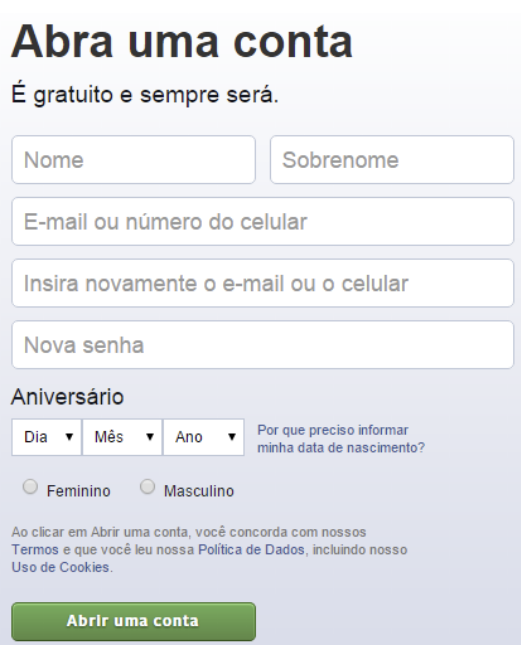 Abra uma conta
É gratuito e sempre será.
Nome Sobrenome
E-mail ou número do celular
Insira novamente o e-mail ou o celular
Nova senha
Aniversário
Dia Mês Ano Por que preciso informar
minha data de nascimento?
Feminino Masculino
Ao clicar em Abrir uma conta, você concorda com nossos
Termos e que você leu nossa Política de Dados, incluindo nosso
Uso de Cookies.
Abrir uma conta